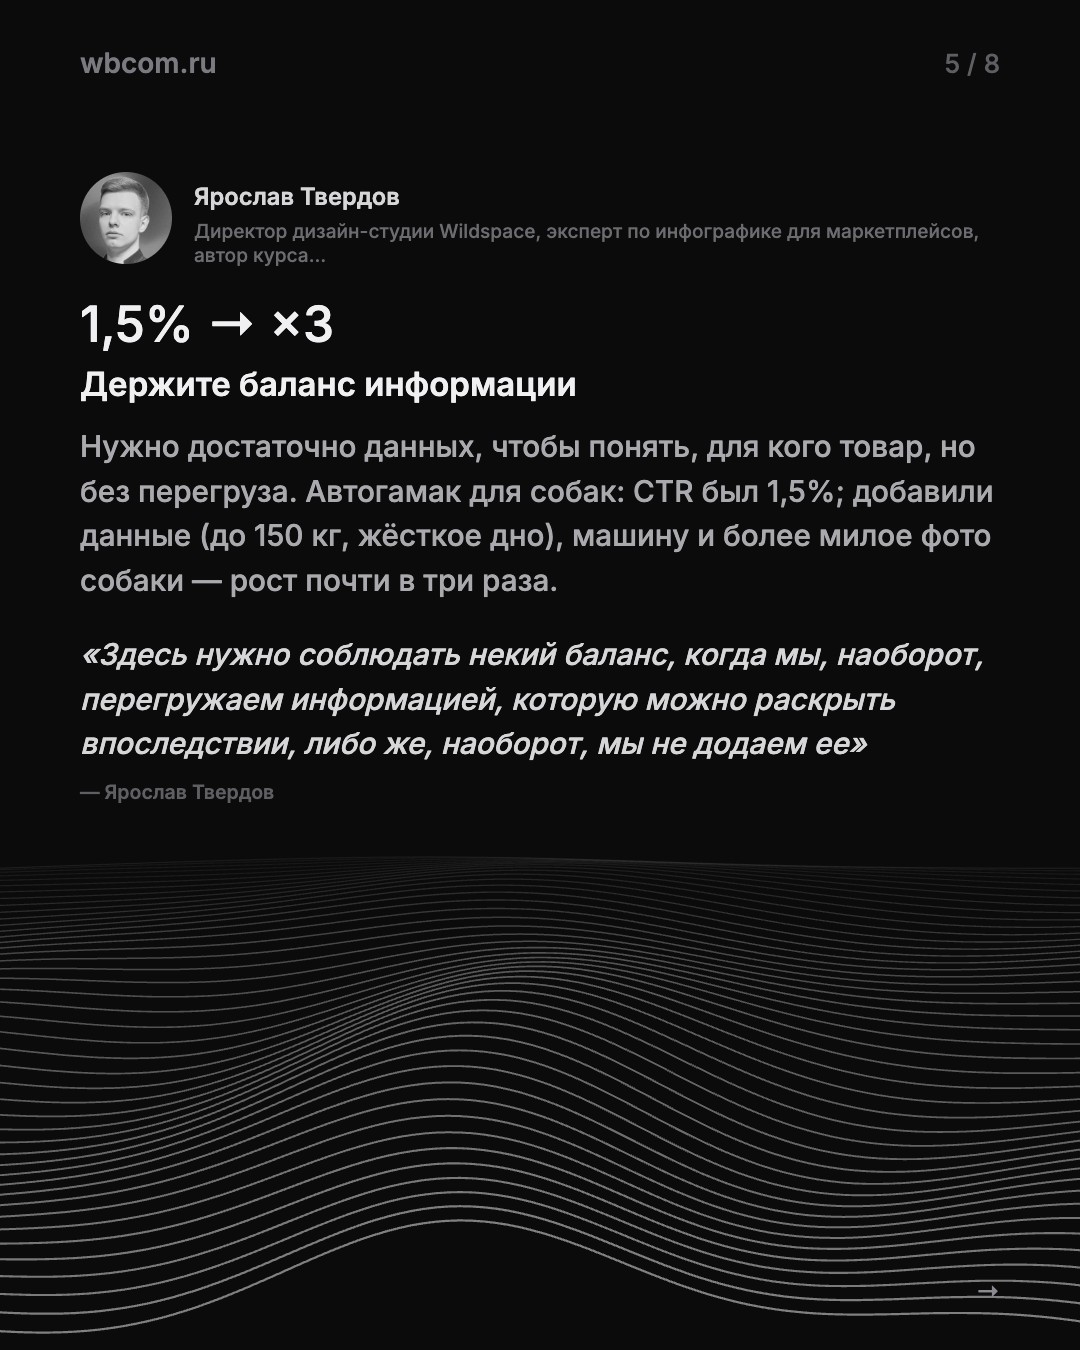 wbcom.ru
5 / 8
Ярослав Твердов
Директор дизайн-студии Wildspace, эксперт по инфографике для маркетплейсов,
автор курса...
1,5% → ×3
Держите баланс информации
Нужно достаточно данных, чтобы понять, для кого товар, но
без перегруза. Автогамак для собак: CTR был 1,5%; добавили
данные (до 150 кг, жёсткое дно), машину и более милое фото
собаки — рост почти в три раза.
«Здесь нужно соблюдать некий баланс, когда мы, наоборот,
перегружаем информацией, которую можно раскрыть
впоследствии, либо же, наоборот, мы не додаем ее»
— Ярослав Твердов
→